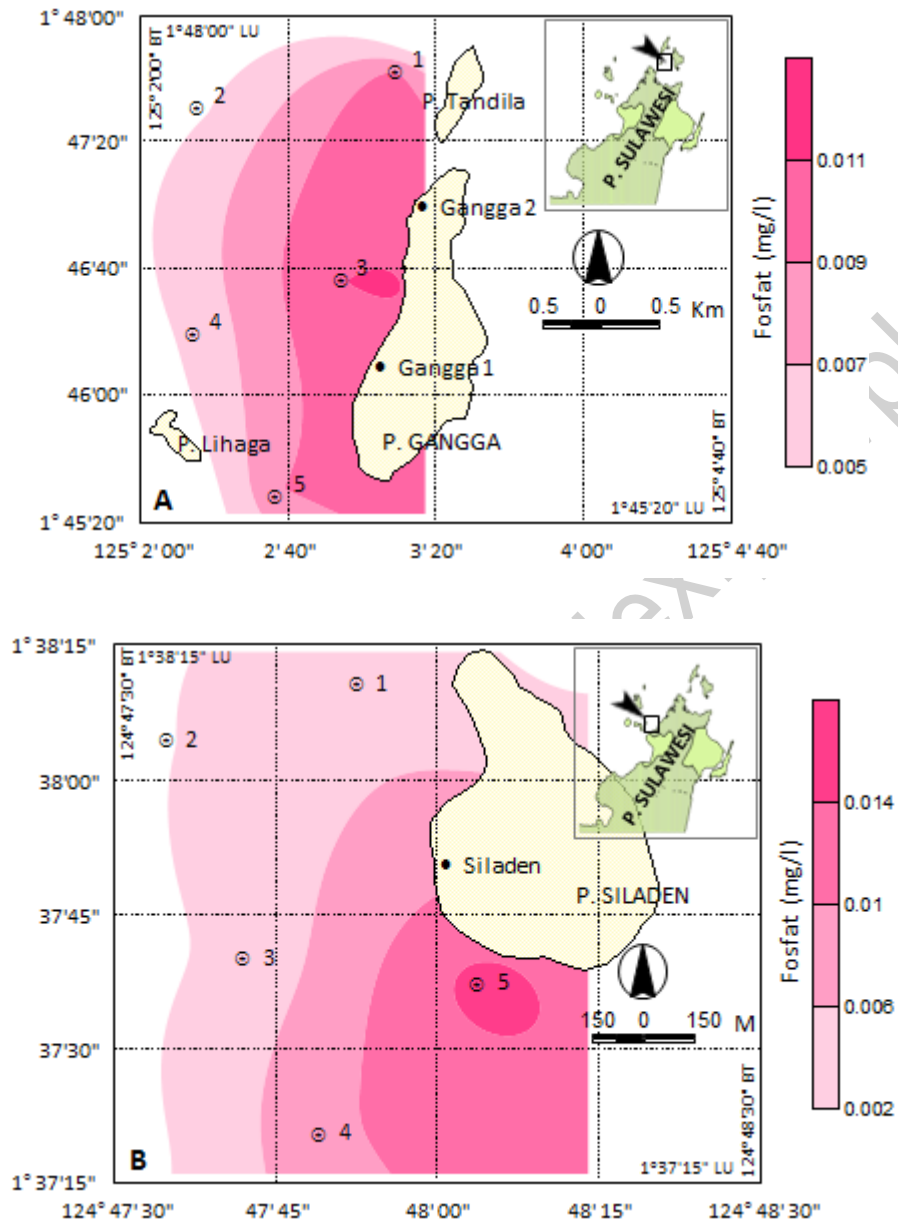 1° 48'00"
1°48'00" LU
125° 2'00" BT
1
2
P. Tandila
47'20"
Gangga2
46'40"
3
4
Gangga1
46'00"
P. Lihaga
P. GANGGA
5
A
1°45'20" LU
125° 4'40" BT
1° 45'20"
125° 2'00"
2'40"
3'20"
4'00"
125° 4'40"
P. SULAWESI
0.5 0 0.5 Km
Fosfat (mg/l)
0.011
0.009
0.007
0.005
1° 38'15"
1°38'15" LU
124°47'30" BT
1
2
38'00"
Siladen
P. SILADEN
37'45"
3
5
37'30"
4
B
1°37'15" LU
124°48'30" BT
1° 37'15"
124° 47'30"
47'45"
48'00"
48'15"
124° 48'30"
P. SULAWESI
150 0 150 M
Fosfat (mg/l)
0.014
0.01
0.006
0.002